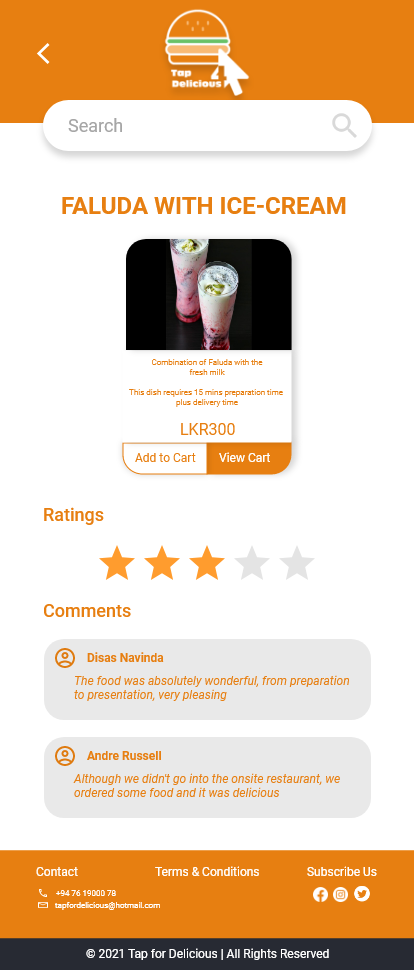 Tap
Delicious
Search
FALUDA WITH ICE-CREAM
Combination of Faluda with the
fresh milk
This dish requires 15 mins preparation time
plus delivery time
LKR300
Add to Cart
View Cart
Ratings
Comments
Disas Navinda
The food was absolutely wonderful, from preparation
to presentation, very pleasing
Andre Russell
Although we didn't go into the onsite restaurant, we
ordered some food and it was delicious
Contact
Terms & Conditions
Subscribe Us
+94 76 19000 78
tapfordelicious@hotmail.com
© 2021 Tap for Delicious | All Rights Reserved